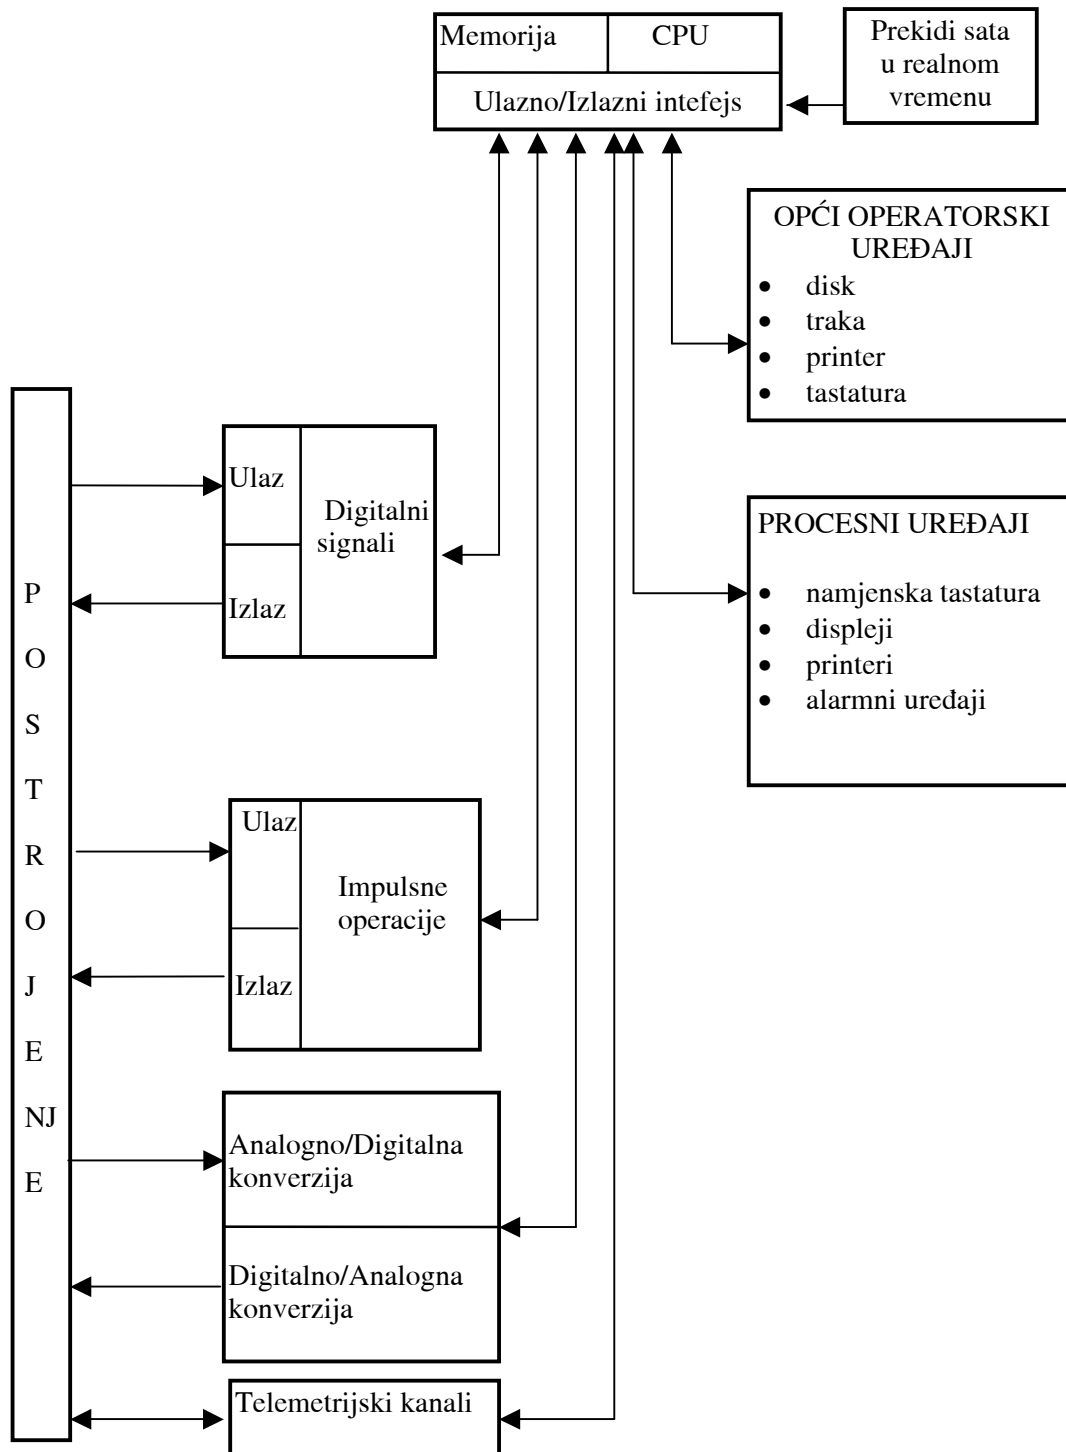 Memorija
CPU
Ulazno/Izlazni intefejs
Prekidi sata
u realnom
vremenu
OPĆI OPERATORSKI
UREĐAJI
• disk
• traka
• printer
• tastatura
PROCESNI UREĐAJI
• namjenska tastatura
• displeji
• printeri
• alarmni uređaji
P
O
S
T
R
O
J
E
NJ
E
Ulaz
Izlaz
Digitalni
signali
Ulaz
Izlaz
Impulsne
operacije
Analogno/Digitalna
konverzija
Digitalno/Analogna
konverzija
Telemetrijski kanali